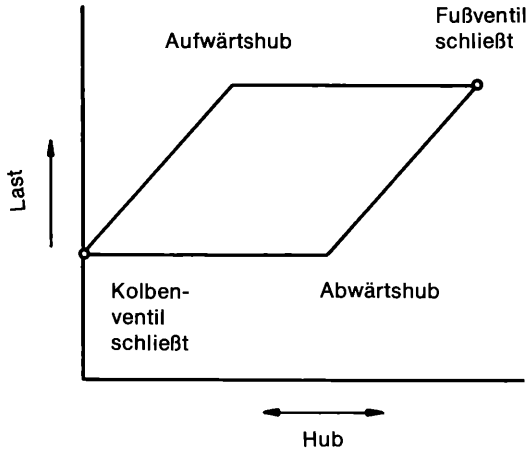 Fußventil
schließt
Aufwärtshub
Last
Kolben-
ventil
schließt
Abwärtshub
Hub